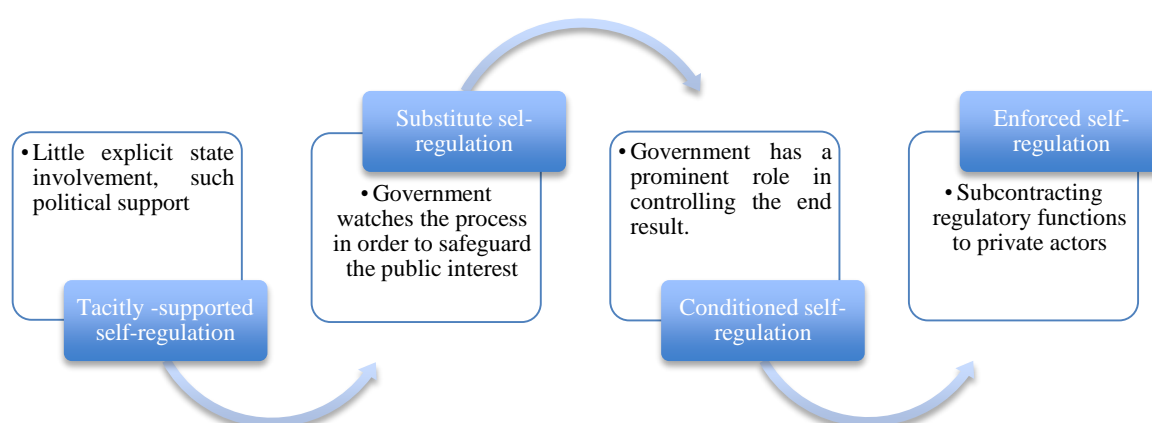 • Little explicit state
involvement, such
political support
Tacitly -supported
self-regulation
Substitute sel-
regulation
• Government
watches the process
in order to safeguard
the public interest
• Government has a
prominent role in
controlling the end
result.
Conditioned self-
regulation
Enforced self-
regulation
• Subcontracting
regulatory functions
to private actors